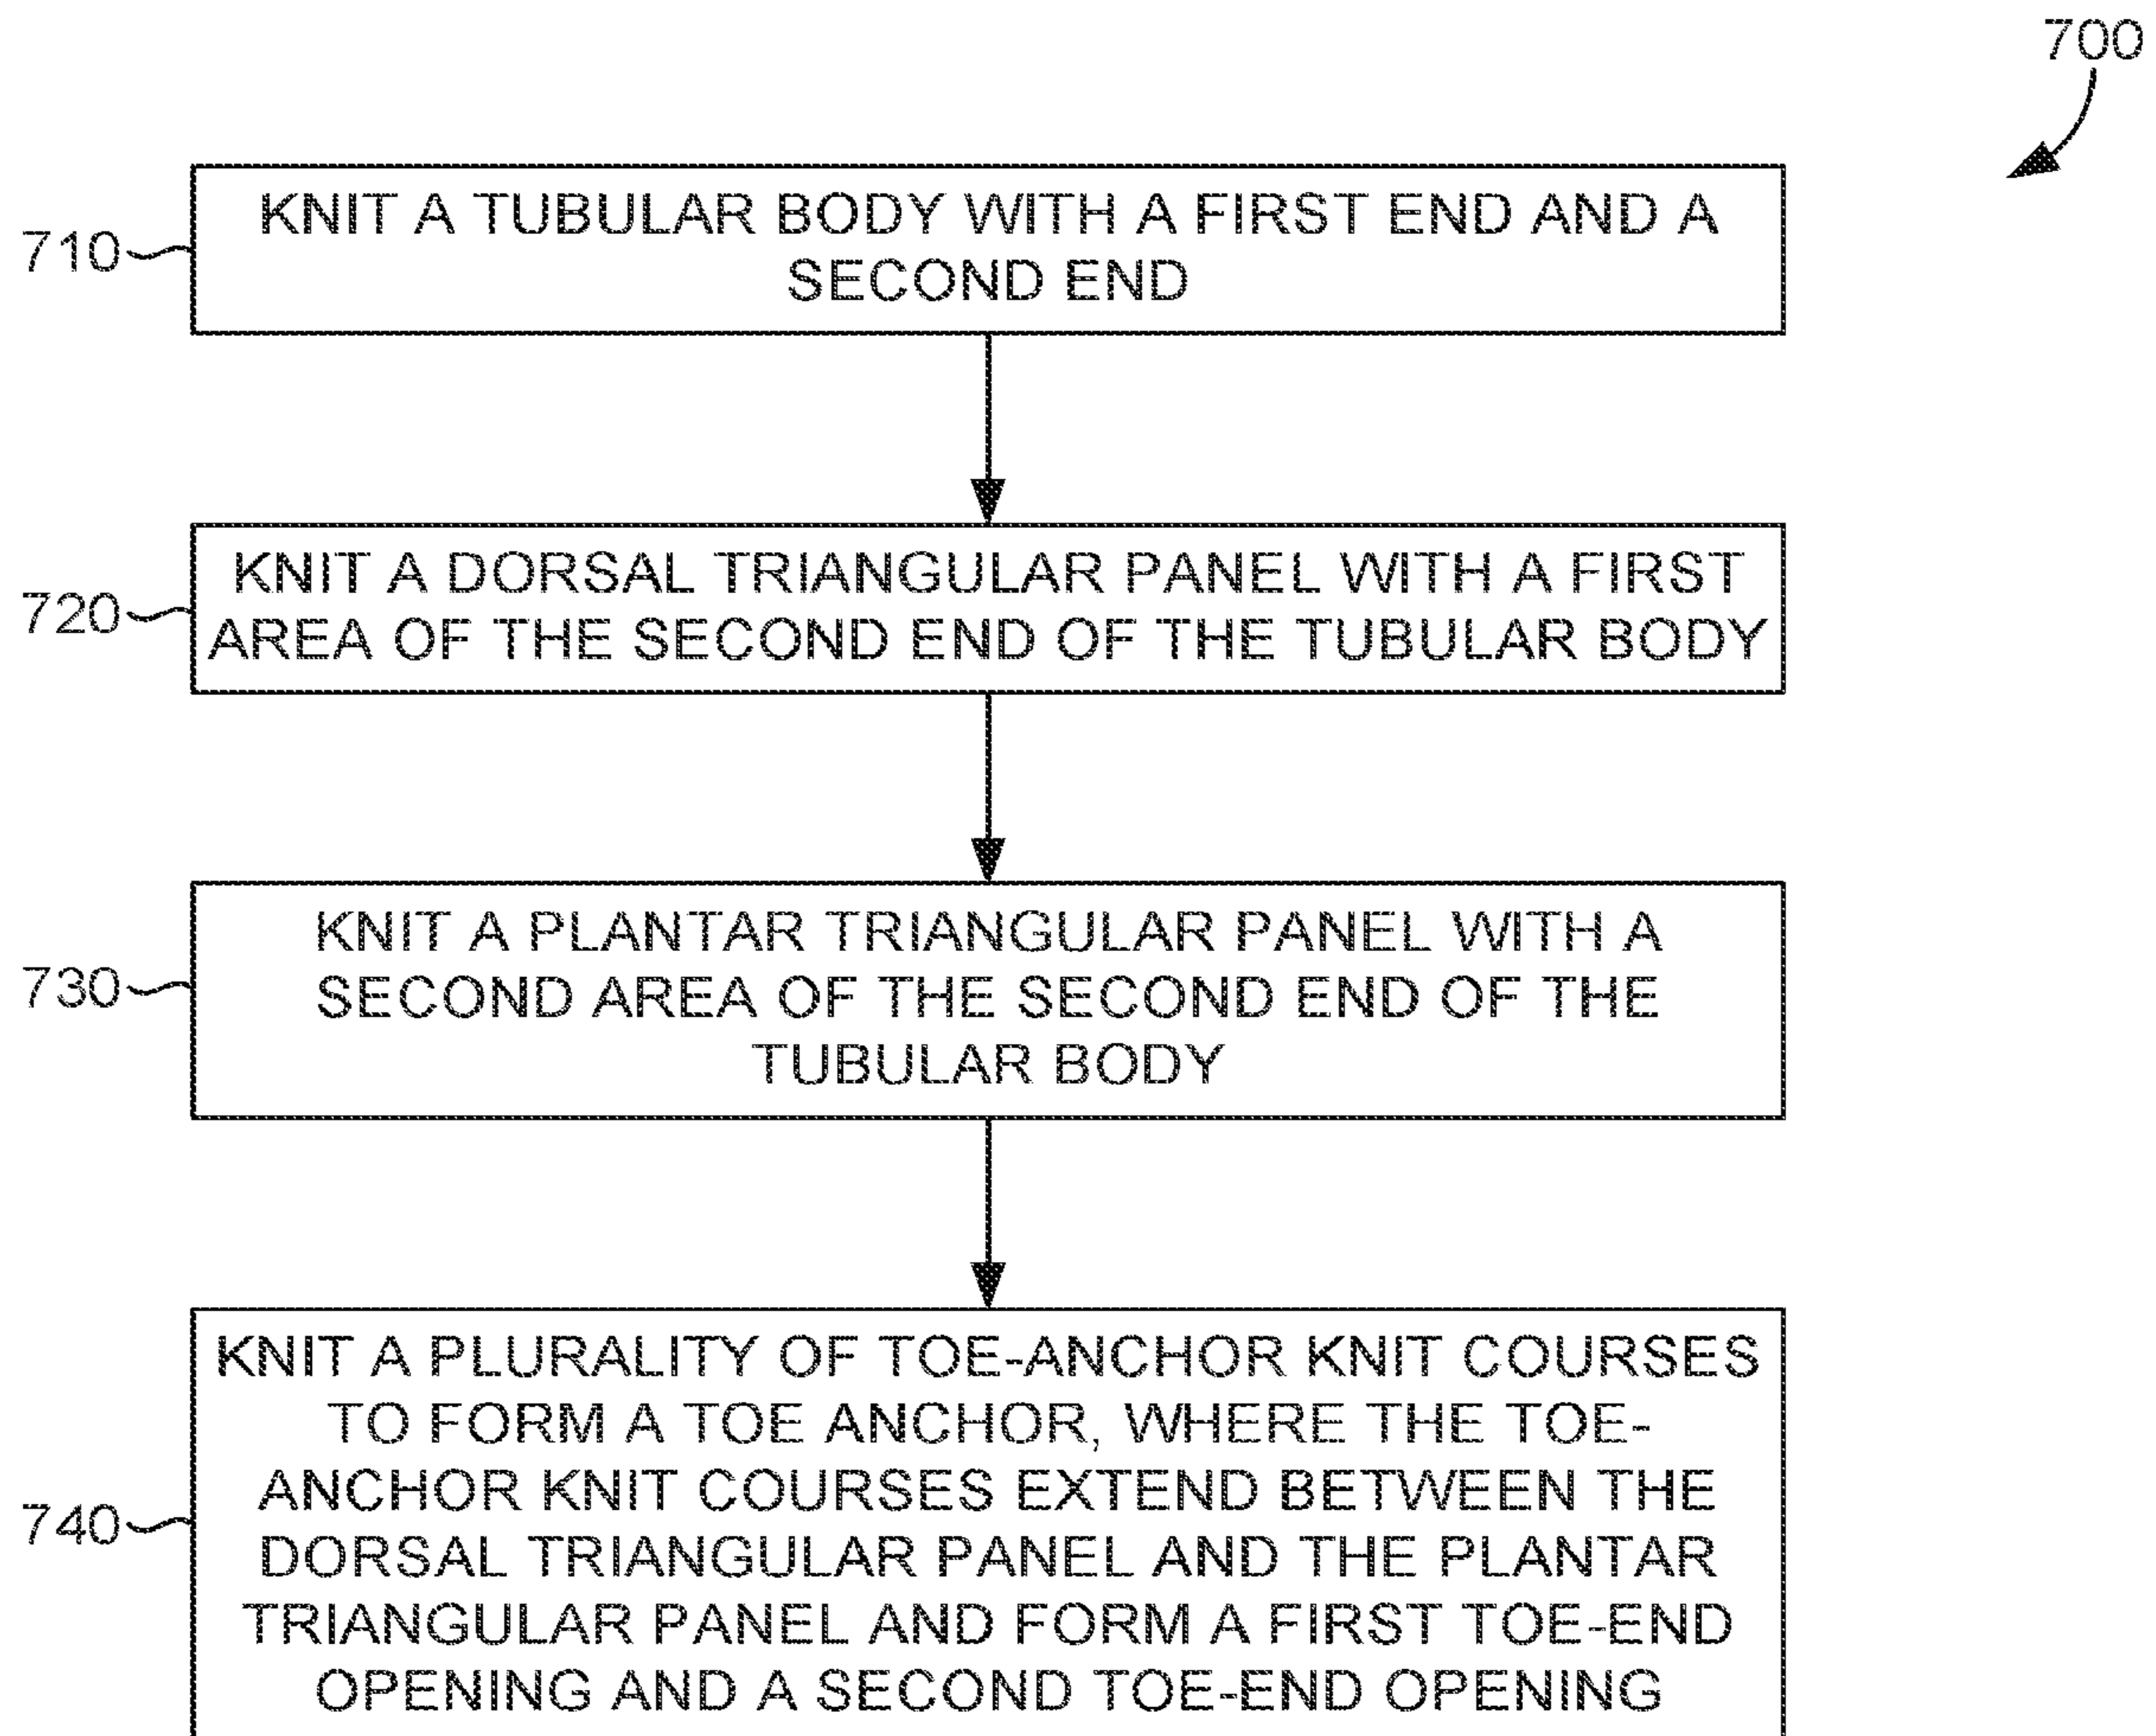 700
710
KNIT A TUBULAR BODY WITH A FIRST END AND A
SECOND END
720
KNIT A DORSAL TRIANGULAR PANEL WITH A FIRST
AREA OF THE SECOND END OF THE TUBULAR BODY
730
KNIT A PLANTAR TRIANGULAR PANEL WITH A
SECOND AREA OF THE SECOND END OF THE
TUBULAR BODY
740
KNIT A PLURALITY OF TOE-ANCHOR KNIT COURSES
TO FORM A TOE ANCHOR, WHERE THE TOE-
ANCHOR KNIT COURSES EXTEND BETWEEN THE
DORSAL TRIANGULAR PANEL AND THE PLANTAR
TRIANGULAR PANEL AND FORM A FIRST TOE-END
OPENING AND A SECOND TOE-END OPENING